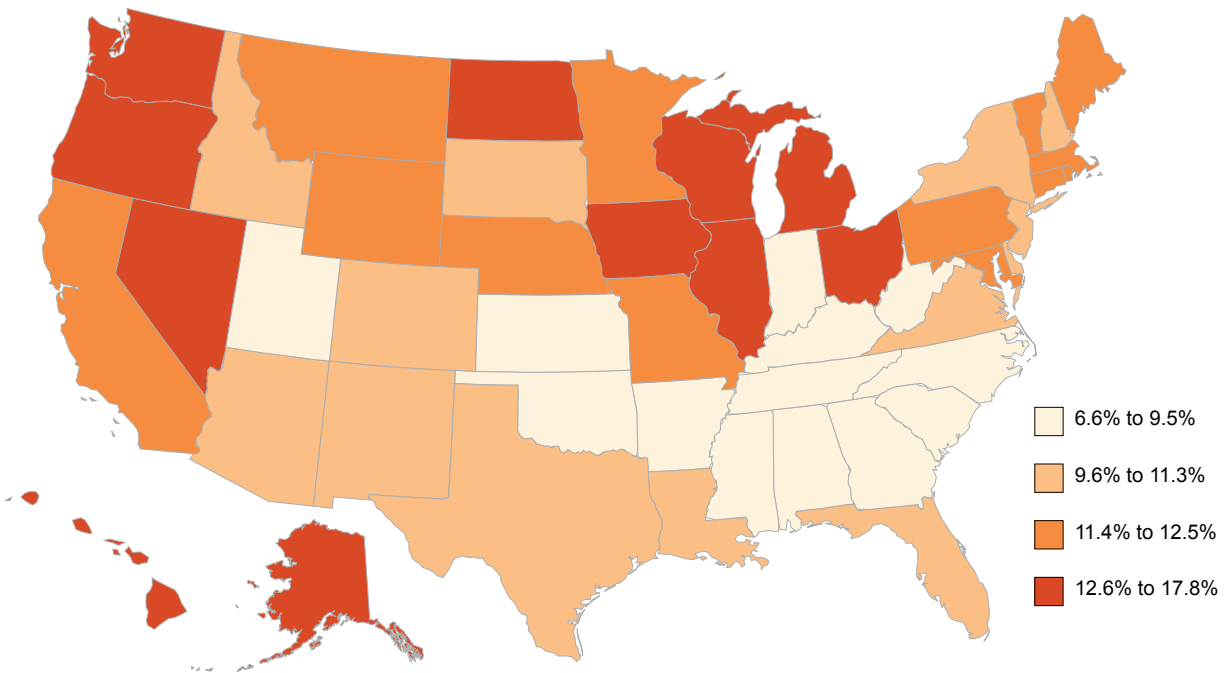 6.6% to 9.5%
9.6% to 11.3%
11.4% to 12.5%
12.6% to 17.8%